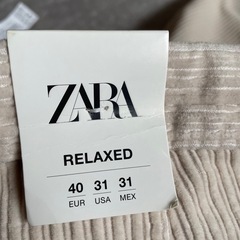 ZARA
RELAXED
40 31 31
EUR USA MEX